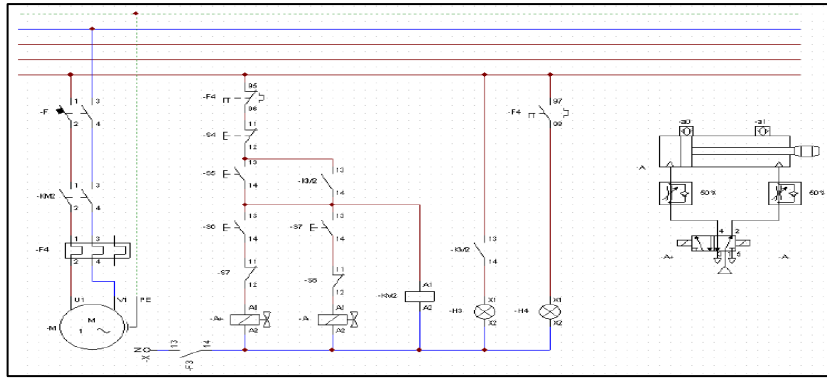 1 3
-F
2 4
1 3
-KM2
2 4
1 3
-F4
2 4
U1 V1 PE
-M
M
1
95
-F4
96
11
-S4
12
13
-S5
14
13
-KM2
14
13
-S6
14
13
-S7
14
11
-S7
12
11
-S6
12
A1
-A+
A2
A1
-A-
A2
A1
-KM2
A2
13
-KM2
14
X1
-H3
X2
97
-F4
98
X1
-H4
X2
13 14
-F3
-a0 -a1
-A
50% 50%
4 2
5
-A+ -A